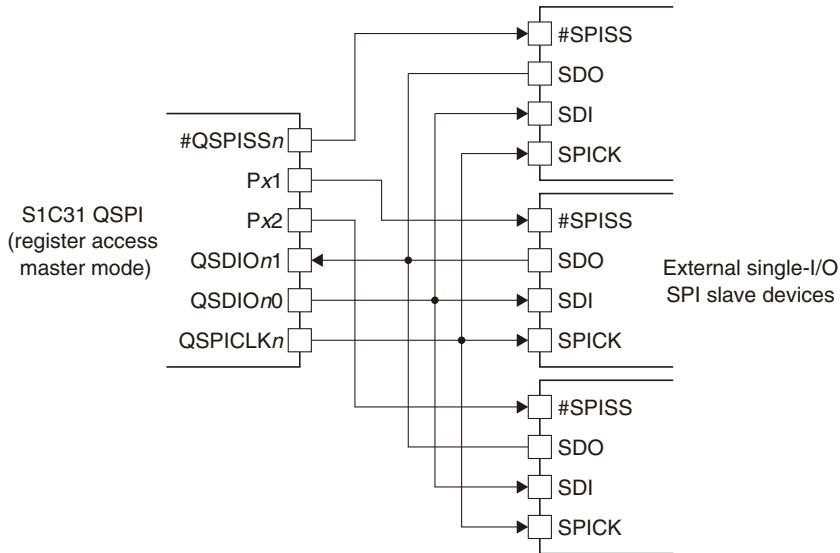 #SPISS
SDO
SDI
SPICK
#QSPISSn
Px1
Px2
QSDIOn1
QSDIOn0
QSPICLKn
S1C31 QSPI
(register access
master mode)
#SPISS
SDO
SDI
SPICK
External single-I/O
SPI slave devices
#SPISS
SDO
SDI
SPICK